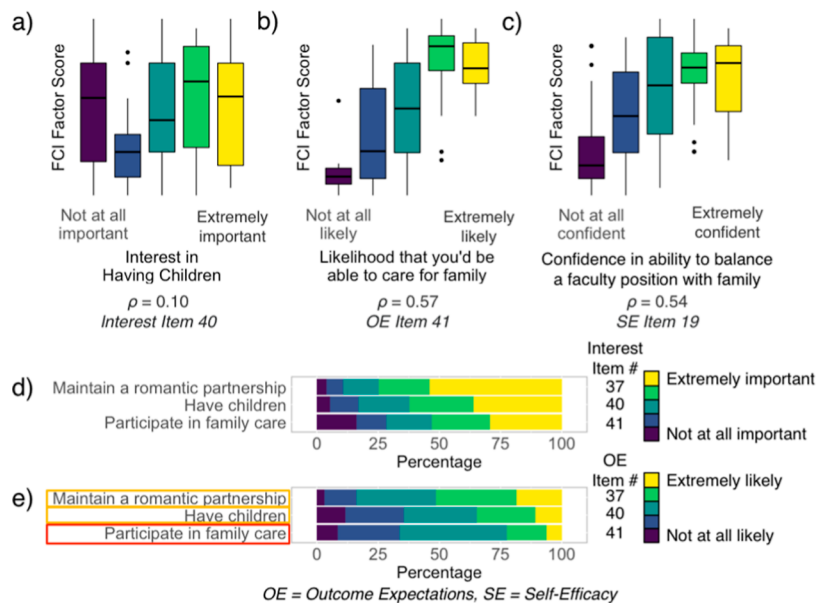 a)
FCI Factor Score
Not at all
important
Extremely
important
Interest in
Having Children
ρ = 0.10
Interest Item 40
b)
FCI Factor Score
Not at all
likely
Extremely
likely
Likelihood that you'd be
able to care for family
ρ = 0.57
OE Item 41
c)
FCI Factor Score
Not at all
confident
Extremely
confident
Confidence in ability to balance
a faculty position with family
ρ = 0.54
SE Item 19
d)
Maintain a romantic partnership
Have children
Participate in family care
0 25 50 75 100
Percentage
Interest
Item #
37
40
41
Extremely important
Not at all important
e)
Maintain a romantic partnership
Have children
Participate in family care
0 25 50 75 100
Percentage
OE
Item #
37
40
41
Extremely likely
Not at all likely
OE = Outcome Expectations, SE = Self-Efficacy